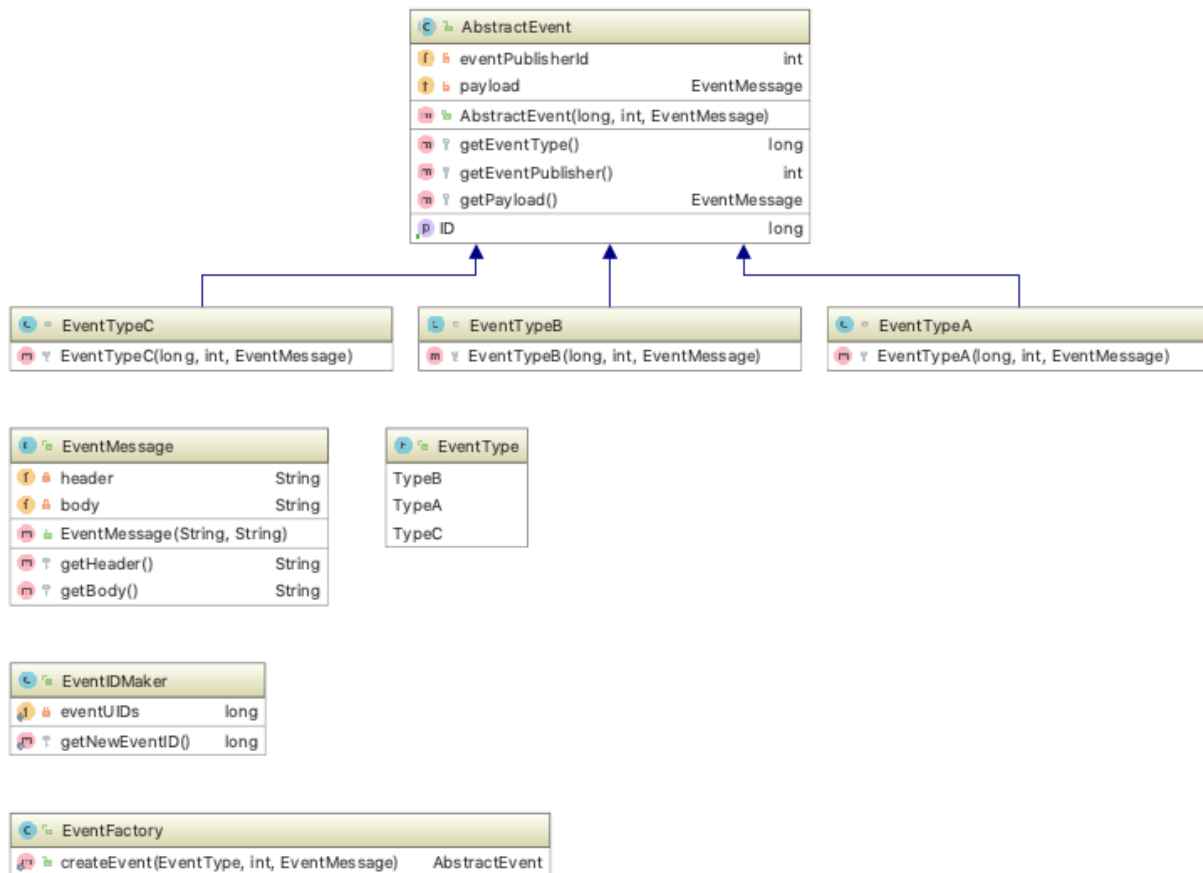 AbstractEvent
eventPublisherId int
payload EventMessage
AbstractEvent(long, int, EventMessage)
getEventType() long
getEventPublisher() int
getPayload() EventMessage
ID long
EventTypeC
EventTypeC(long, int, EventMessage)
EventTypeB
EventTypeB(long, int, EventMessage)
EventTypeA
EventTypeA(long, int, EventMessage)
EventMessage
header String
body String
EventMessage(String, String)
getHeader() String
getBody() String
EventType
TypeB
TypeA
TypeC
EventIDMaker
eventUIDs long
getNewEventID() long
EventFactory
createEvent(EventType, int, EventMessage) AbstractEvent